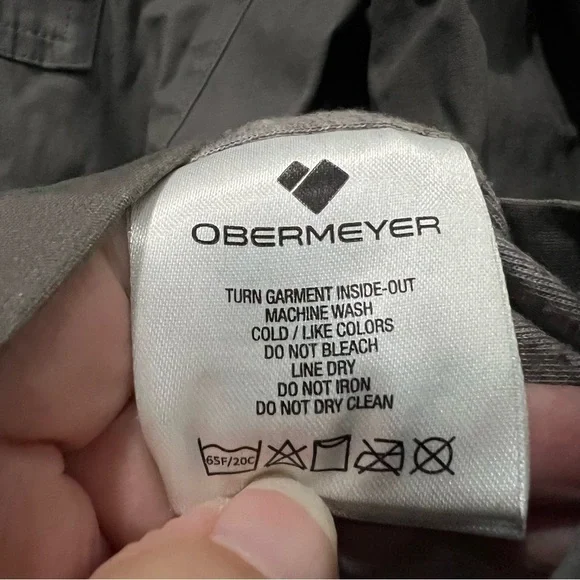 OBERMEYER
TURN GARMENT INSIDE-OUT
MACHINE WASH
COLD / LIKE COLORS
DO NOT BLEACH
LINE DRY
DO NOT IRON
DO NOT DRY CLEAN
65F/20C